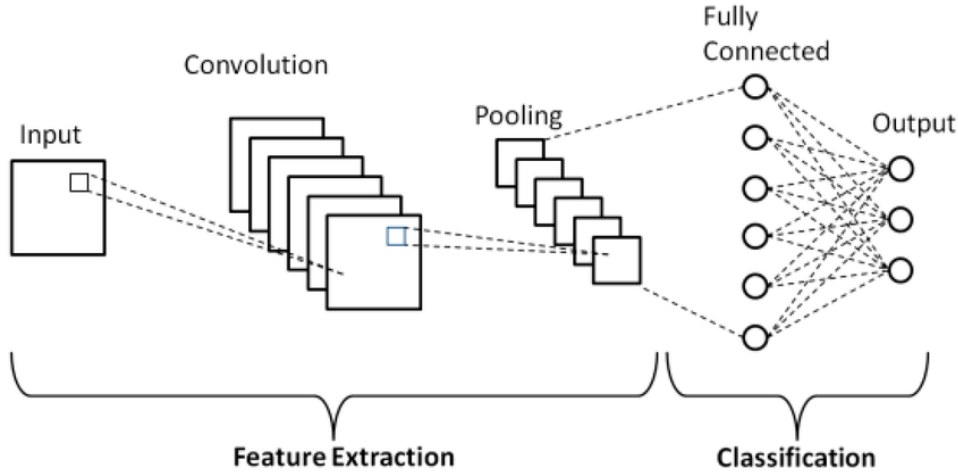 Input
Convolution
Pooling
Fully
Connected
Output
Feature Extraction
Classification